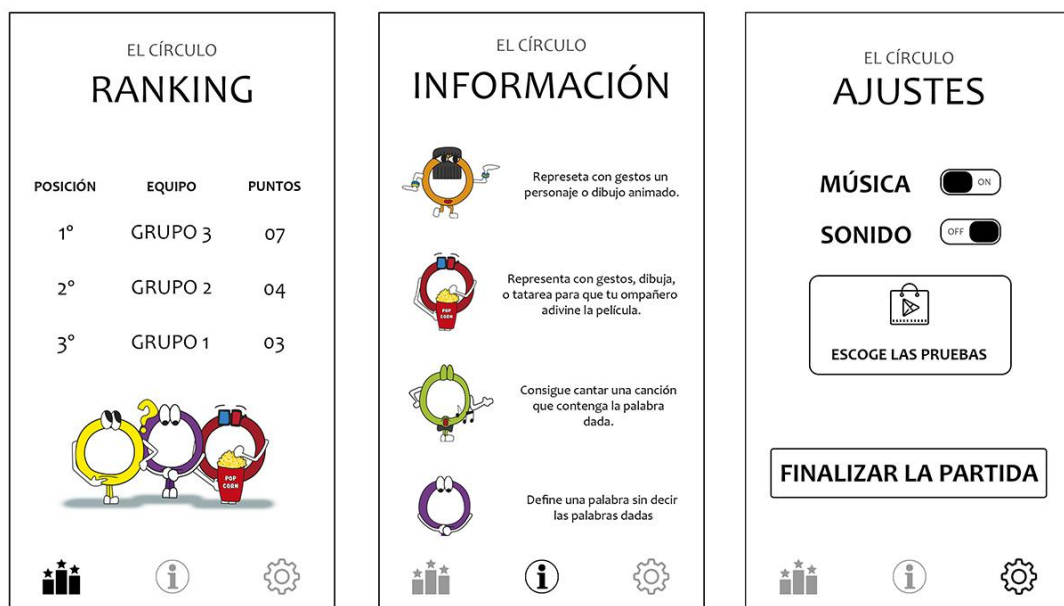 EL CÍRCULO
RANKING
POSICIÓN EQUIPO PUNTOS
1º GRUPO 3 07
2º GRUPO 2 04
3º GRUPO 1 03
POP
CORN
EL CÍRCULO
INFORMACIÓN
Represeta con gestos un
personaje o dibujo animado.
Representa con gestos, dibuja,
o tatarea para que tu ompañero
adivine la película.
POP
CORN
Consigue cantar una canción
que contenga la palabra
dada.
Define una palabra sin decir
las palabras dadas
EL CÍRCULO
AJUSTES
MÚSICA ON
SONIDO OFF
ESCOGE LAS PRUEBAS
FINALIZAR LA PARTIDA